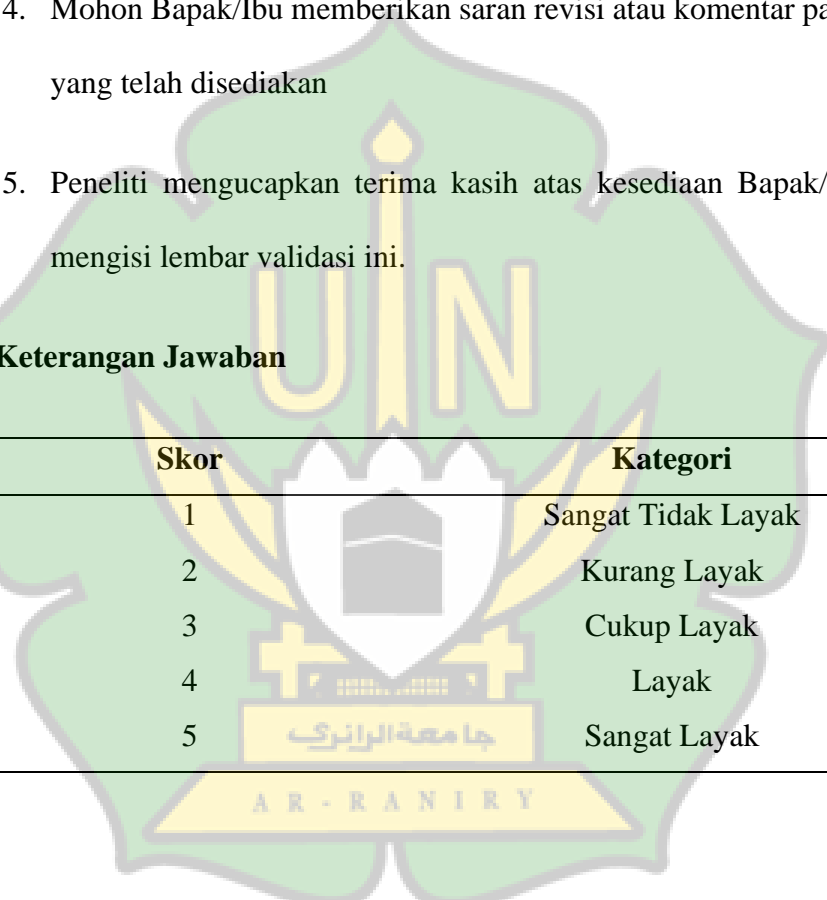 4. Mohon Bapak/Ibu memberikan saran revisi atau komentar pa
yang telah disediakan
5. Peneliti mengucapkan terima kasih atas kesediaan Bapak/
mengisi lembar validasi ini.
Keterangan Jawaban
Skor Kategori
1 Sangat Tidak Layak
2 Kurang Layak
3 Cukup Layak
4 Layak
5 Sangat Layak
UIN
جامعة الرانري
AR-RANIRY